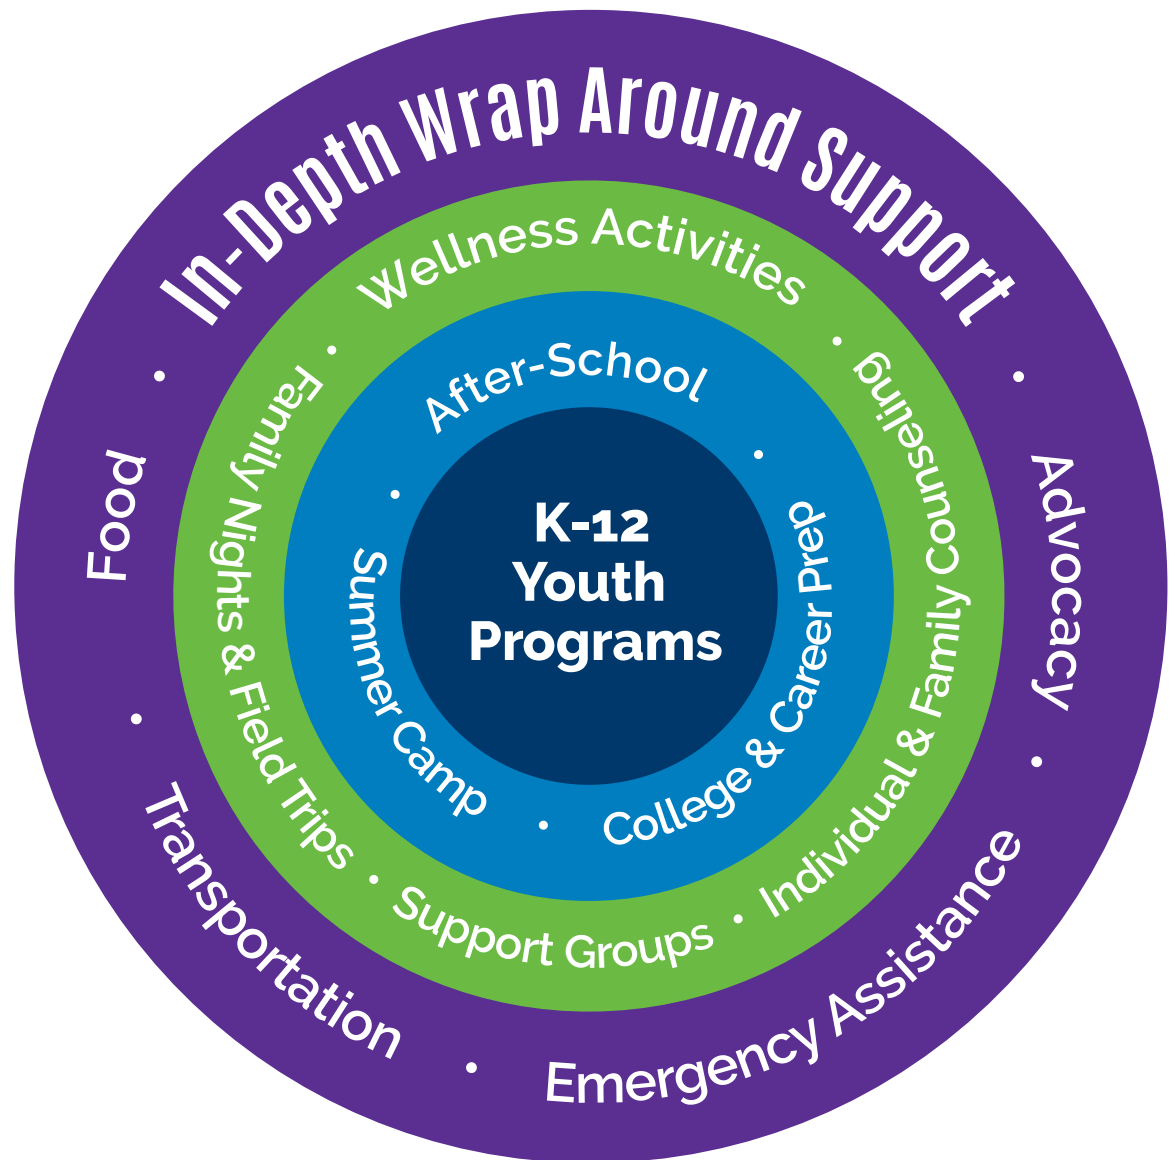 In-Depth Wrap Around Support
Advocacy
Emergency Assistance
Transportation
Food
Wellness Activities
Individual & Family Counseling
Support Groups
Family Nights & Field Trips
After-School
College & Career Prep
Summer Camp
K-12
Youth
Programs